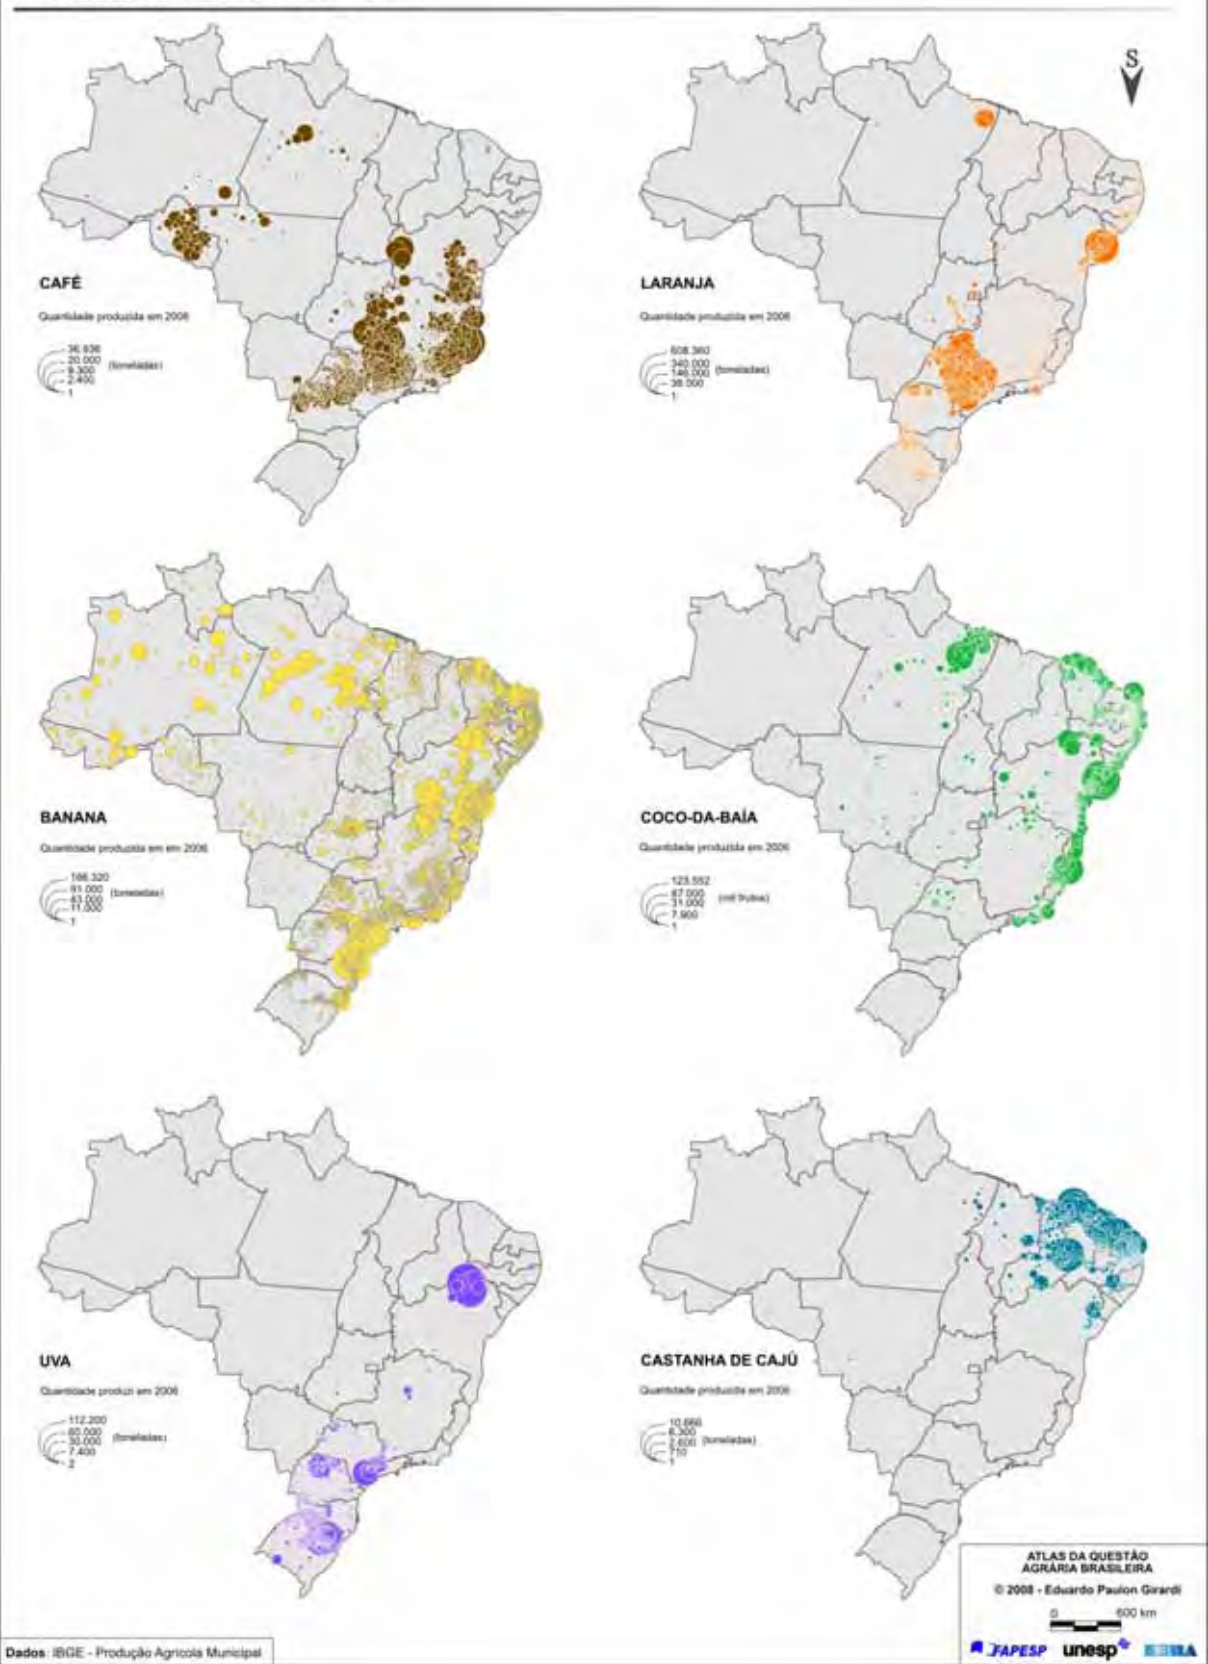 S
CAFÉ
Quantidade produzida em 2006
36.936
20.000
9.300
2.400
1
(toneladas)
LARANJA
Quantidade produzida em 2006
608.360
340.000
146.000
36.000
1
(toneladas)
BANANA
Quantidade produzida em em 2006
166.320
91.000
43.000
11.000
1
(toneladas)
COCO-DA-BAÍA
Quantidade produzida em 2006
123.552
67.000
31.000
7.900
1
(mil frutos)
UVA
Quantidade produzi em 2006
112.200
60.000
30.000
7.400
2
(toneladas)
CASTANHA DE CAJÚ
Quantidade produzida em 2006
10.666
6.300
2.600
710
1
(toneladas)
ATLAS DA QUESTÃO
AGRÁRIA BRASILEIRA
© 2008 - Eduardo Paulon Girardi
0 600 km
FAPESP unesp
Dados: IBGE - Produção Agrícola Municipal